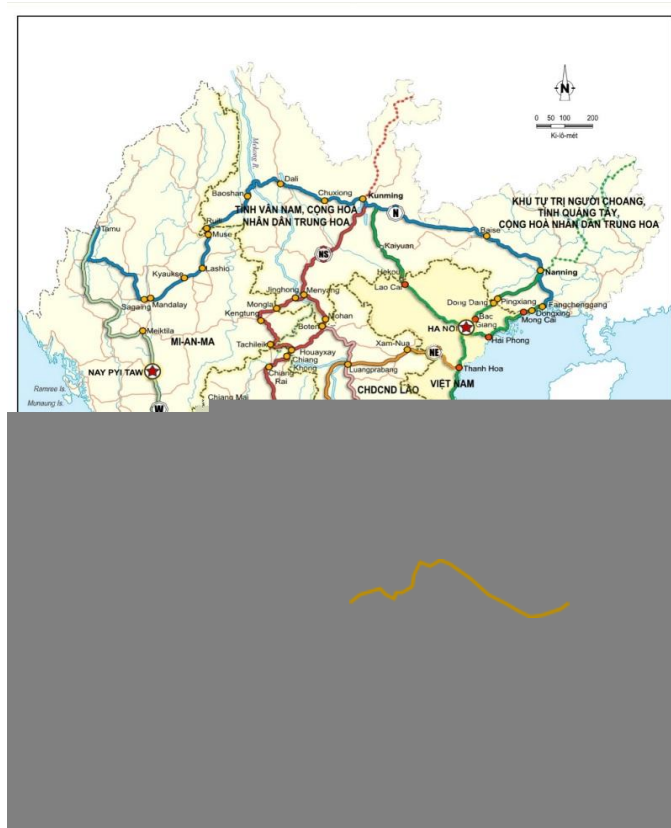 N
0 50 100 200
Ki-lô-mét
Mekong R.
Dali
Baoshan
Chuxiong
Kunming
TỈNH VÂN NAM, CỘNG HOÀ
NHÂN DÂN TRUNG HOA
KHU TỰ TRỊ NGƯỜI CHOANG,
TỈNH QUẢNG TÂY,
CỘNG HOÀ NHÂN DÂN TRUNG HOA
N
Ruili
Muse
Tamu
Baise
Kaiyuan
NS
Lashio
Kyaukse
Nanning
Hekou
Lao Cai
Sagaing
Mandalay
Jinghong
Menyang
Mongla
Kengtung
Dong Dang
Pingxiang
Fangchenggang
Dongxing
Mong Cai
Bac
Giang
Mohan
Boten
HA NOI
Hai Phong
Meiktila
MI-AN-MA
Tachileik
Houayxay
Chiang
Khong
Xam-Nua
NE
Chiang
Rai
Luangprabang
Thanh Hoa
NAY PYI TAW
VIỆT NAM
CHDCND LÀO
Ramree Is.
Munaung Is.
Chiang Mai
W